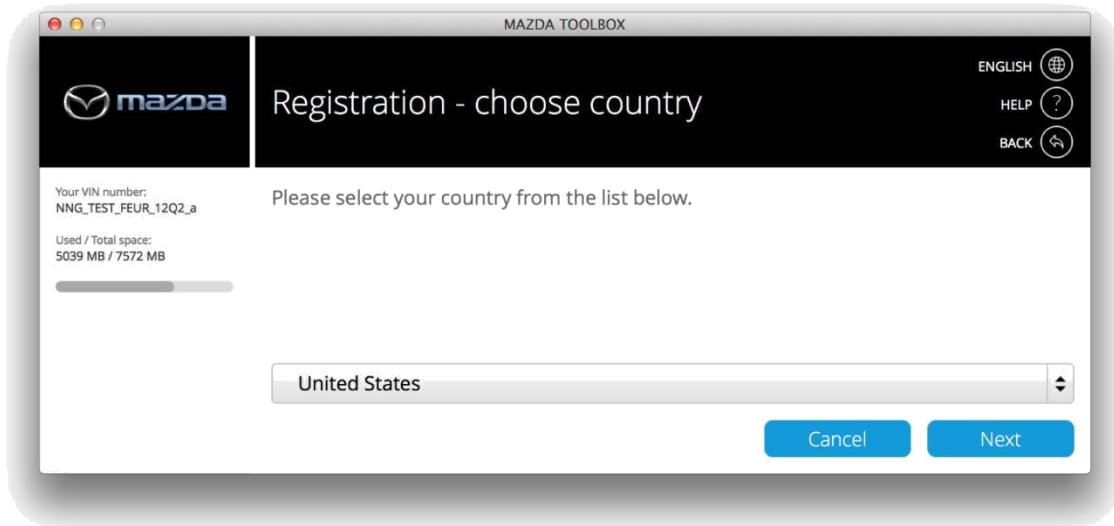 MAZDA TOOLBOX
mazda
Registration - choose country
ENGLISH
HELP
?
BACK
Your VIN number:
NNG_TEST_FEUR_12Q2_a
Used / Total space:
5039 MB / 7572 MB
Please select your country from the list below.
United States
Cancel
Next